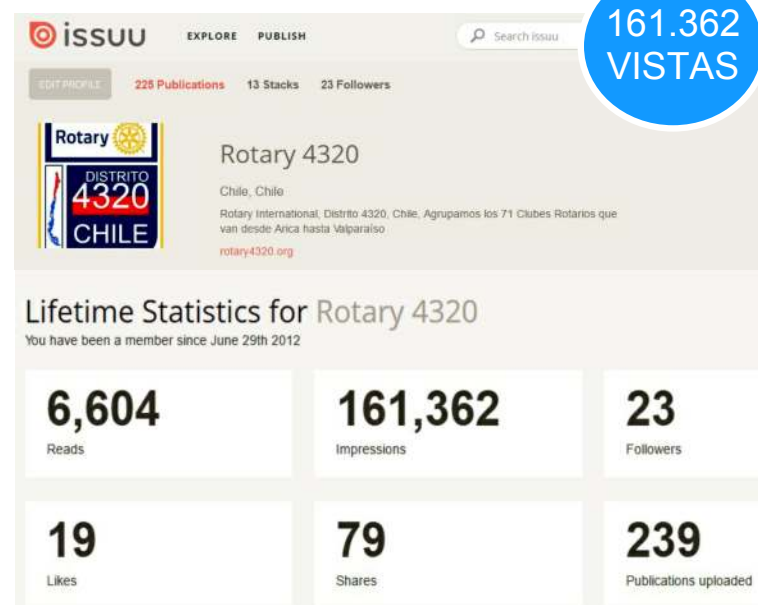 issuu EXPLORE PUBLISH Search issuu
161.362
VISTAS
EDIT PROFILE 225 Publications 13 Stacks 23 Followers
Rotary
DISTRITO
4320
CHILE
Rotary 4320
Chile, Chile
Rotary International, Distrito 4320, Chile, Agrupamos los 71 Clubes Rotarios que
van desde Arica hasta Valparaíso
rotary4320.org
Lifetime Statistics for Rotary 4320
You have been a member since June 29th 2012
6,604 161,362 23
Reads Impressions Followers
19 79 239
Likes Shares Publications uploaded